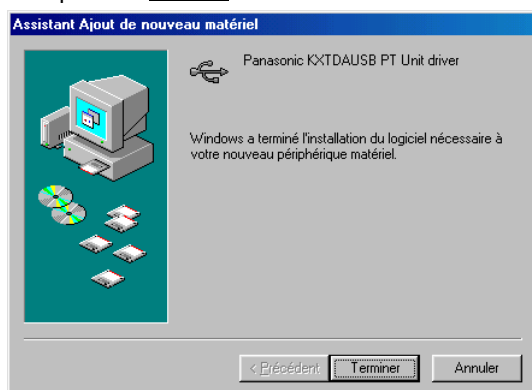 Assistant Ajout de nouveau matériel
Panasonic KXTDAUSB PT Unit driver
Windows a terminé l'installation du logiciel nécessaire à
votre nouveau périphérique matériel.
< Précédent
Terminer
Annuler